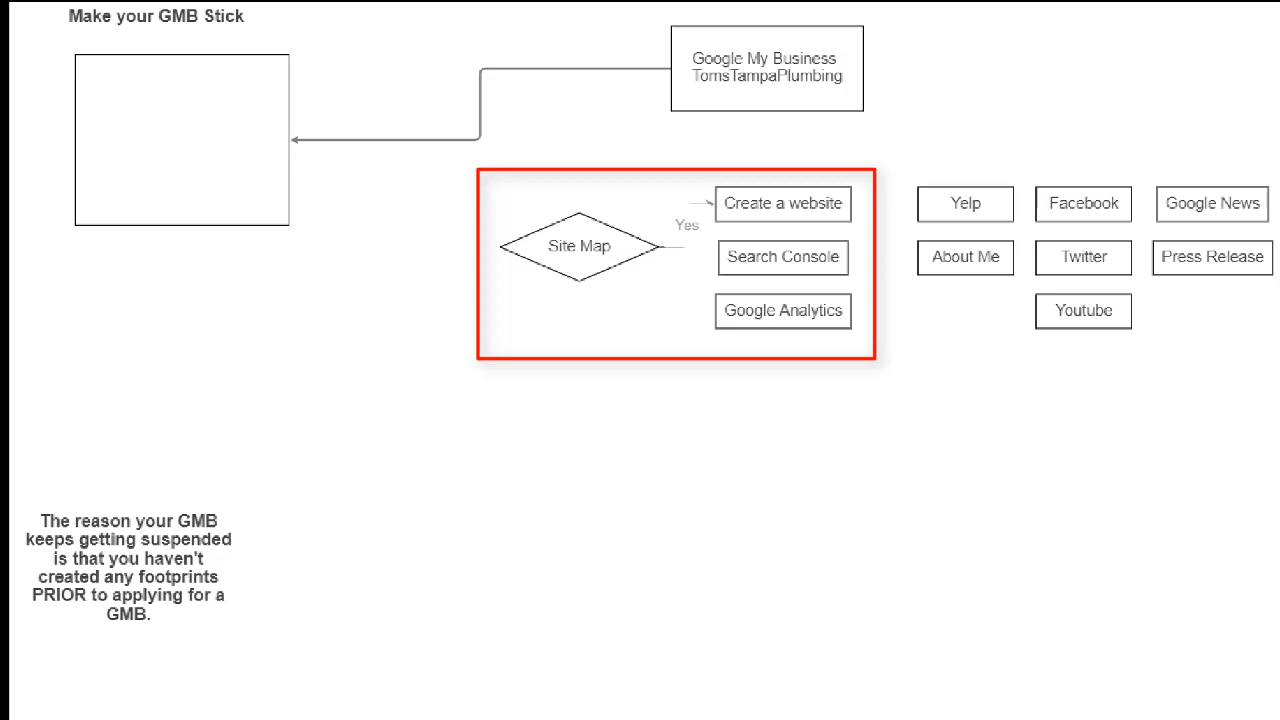 Make your GMB Stick
Google My Business
TomsTampaPlumbing
Site Map
Yes
Create a website
Search Console
Google Analytics
Yelp
Facebook
Google News
About Me
Twitter
Press Release
Youtube
The reason your GMB
keeps getting suspended
is that you haven't
created any footprints
PRIOR to applying for a
GMB.